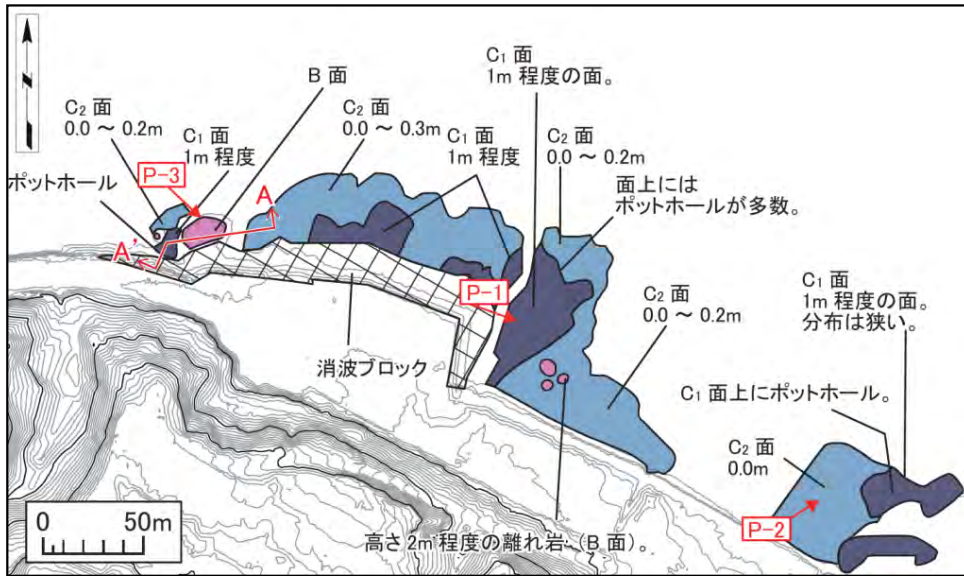 N
B 面
C₂ 面
0.0 ～ 0.2m
C₁ 面
1m 程度
ポットホール
P-3
A
A'
C₂ 面
0.0 ～ 0.3m
C₁ 面
1m 程度
C₁ 面
1m 程度の面。
C₂ 面
0.0 ～ 0.2m
面上には
ポットホールが多数。
P-1
消波ブロック
C₂ 面
0.0 ～ 0.2m
C₁ 面
1m 程度の面。
分布は狭い。
C₁ 面上にポットホール。
C₂ 面
0.0m
P-2
高さ2m 程度の離れ岩（B 面）。
0 50m